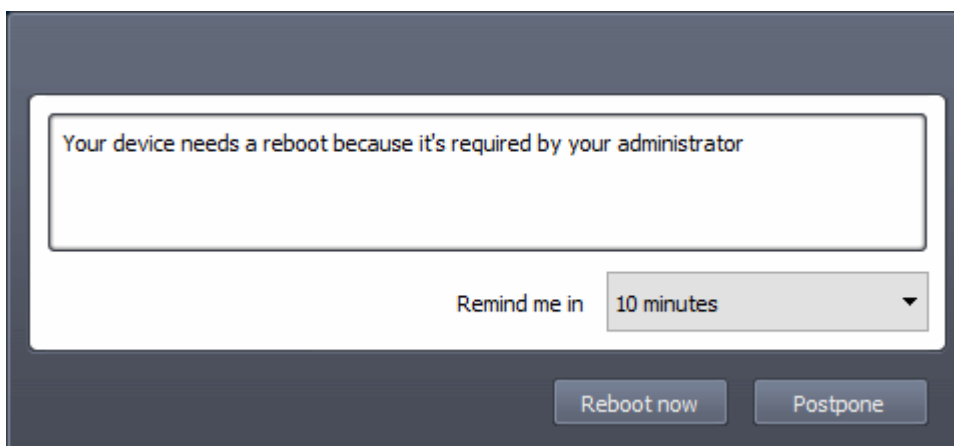 Your device needs a reboot because it's required by your administrator
Remind me in 10 minutes
Reboot now Postpone